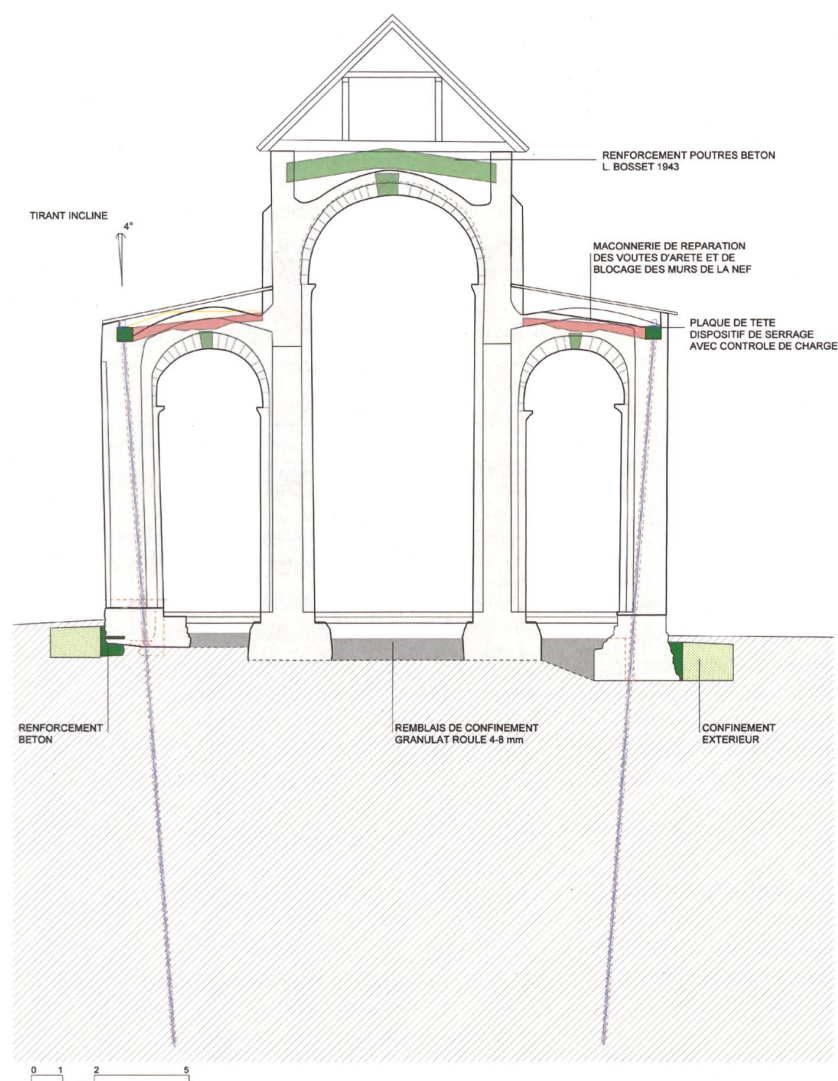 RENFORCEMENT POUTRES BETON
L. BOSSET 1943
TIRANT INCLINE
4°
MACONNERIE DE REPARATION
DES VOUTES D'ARETE ET DE
BLOCAGE DES MURS DE LA NEF
PLAQUE DE TETE
DISPOSITIF DE SERRAGE
AVEC CONTROLE DE CHARGE
RENFORCEMENT
BETON
REMBLAIS DE CONFINEMENT
GRANULAT ROULE 4-8 mm
CONFINEMENT
EXTERIEUR
0 1 2 5